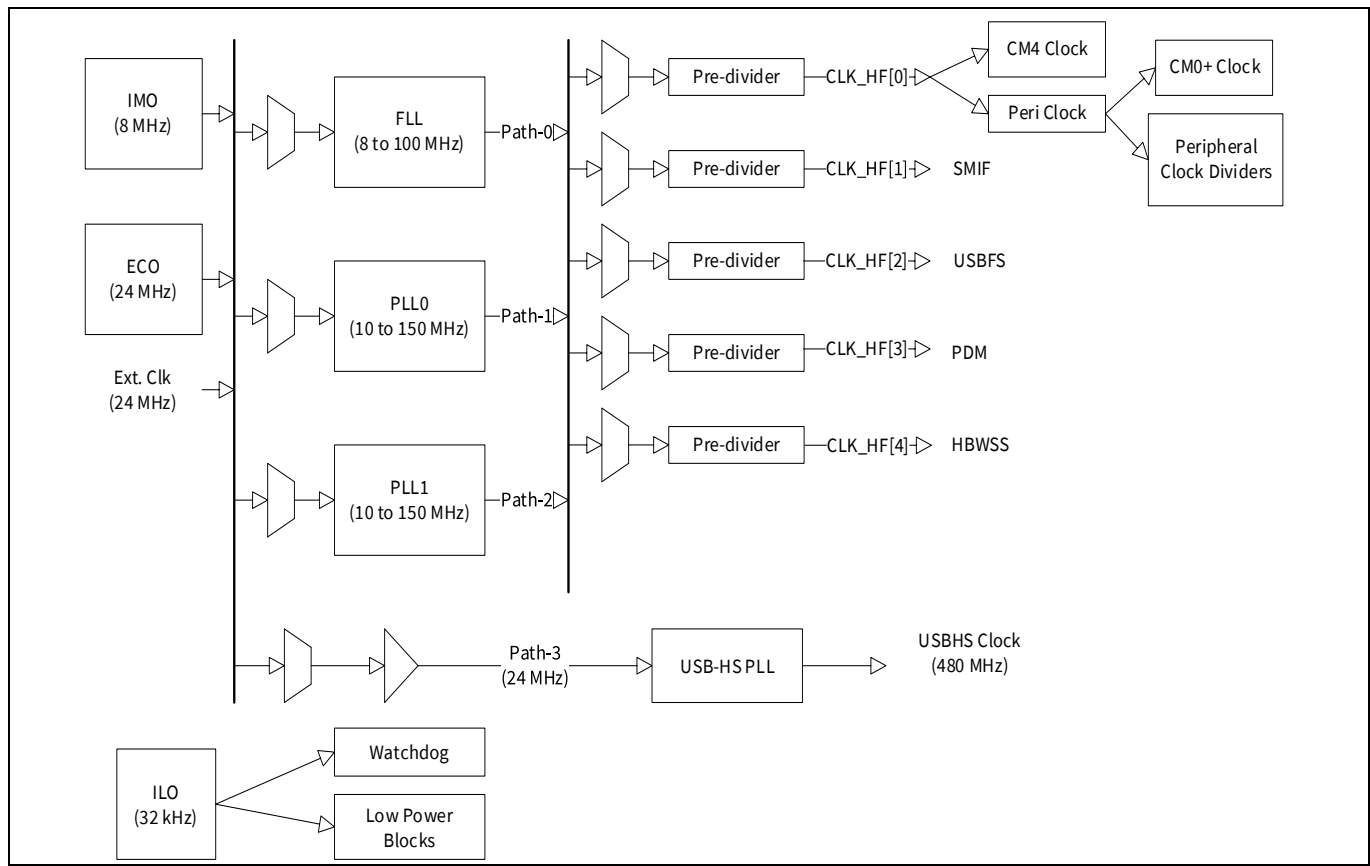 IMO
(8 MHz)
FLL
(8 to 100 MHz)
Path-0
Pre-divider
CLK_HF[0]
CM4 Clock
Peri Clock
CM0+ Clock
Peripheral
Clock Dividers
Pre-divider
CLK_HF[1]
SMIF
ECO
(24 MHz)
PLL0
(10 to 150 MHz)
Path-1
Pre-divider
CLK_HF[2]
USBFS
Pre-divider
CLK_HF[3]
PDM
Ext. Clk
(24 MHz)
Pre-divider
CLK_HF[4]
HBWSS
PLL1
(10 to 150 MHz)
Path-2
Path-3
(24 MHz)
USB-HS PLL
USBHS Clock
(480 MHz)
ILO
(32 kHz)
Watchdog
Low Power
Blocks